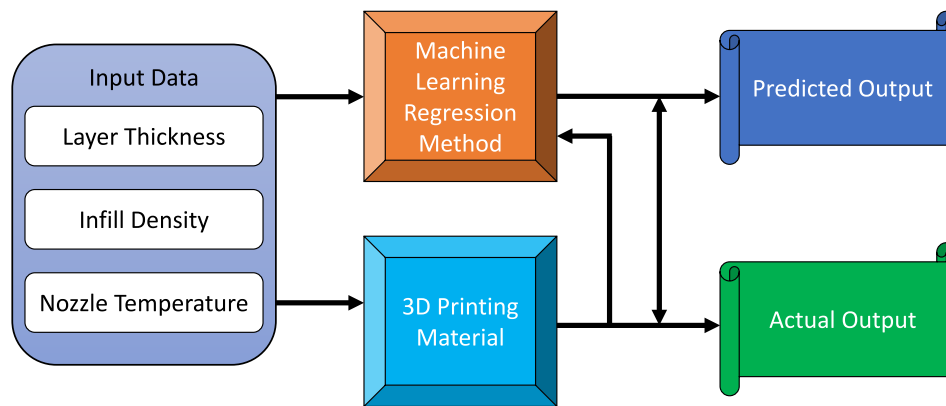 Input Data
Layer Thickness
Infill Density
Nozzle Temperature
Machine
Learning
Regression
Method
3D Printing
Material
Predicted Output
Actual Output